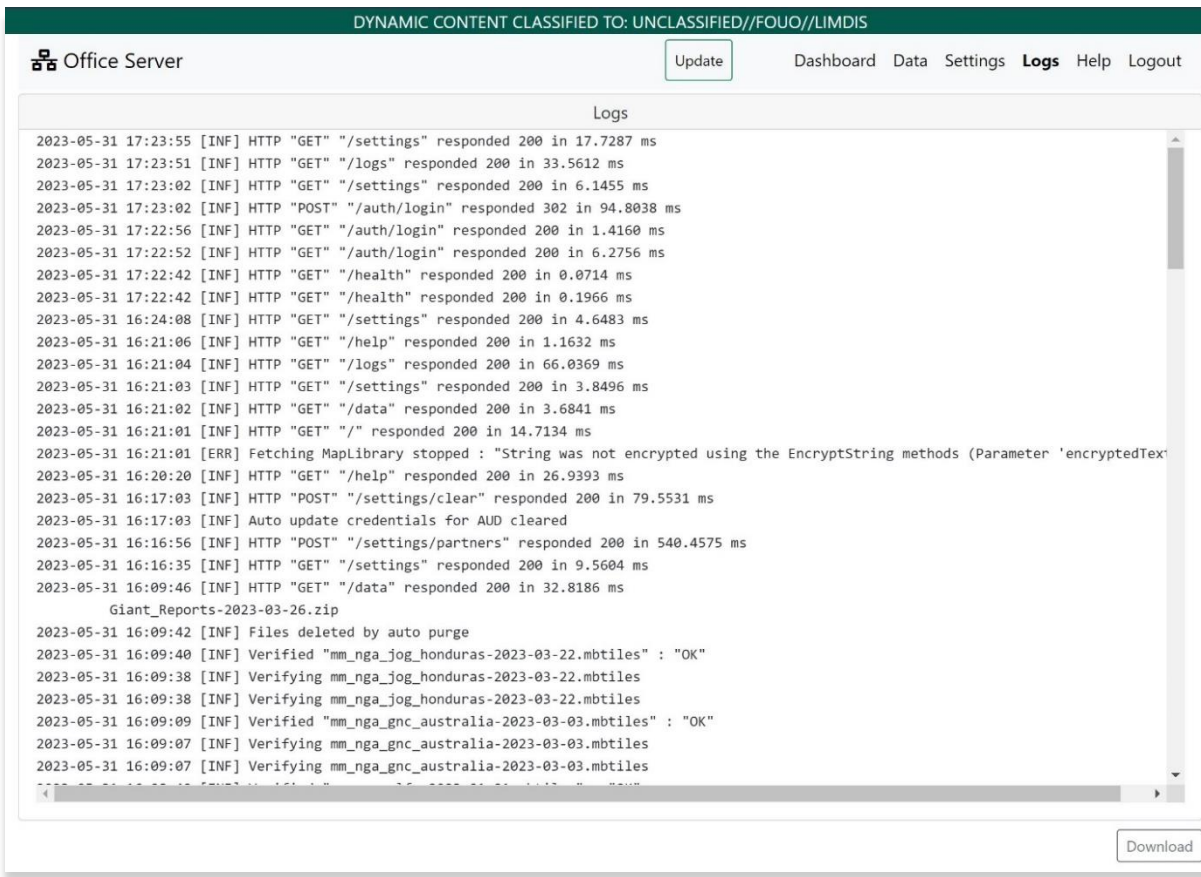 DYNAMIC CONTENT CLASSIFIED TO: UNCLASSIFIED//FOUO//LIMDIS
Office Server Update Dashboard Data Settings Logs Help Logout
Logs
2023-05-31 17:23:55 [INF] HTTP "GET" "/settings" responded 200 in 17.7287 ms
2023-05-31 17:23:51 [INF] HTTP "GET" "/logs" responded 200 in 33.5612 ms
2023-05-31 17:23:02 [INF] HTTP "GET" "/settings" responded 200 in 6.1455 ms
2023-05-31 17:23:02 [INF] HTTP "POST" "/auth/login" responded 302 in 94.8038 ms
2023-05-31 17:22:56 [INF] HTTP "GET" "/auth/login" responded 200 in 1.4160 ms
2023-05-31 17:22:52 [INF] HTTP "GET" "/auth/login" responded 200 in 6.2756 ms
2023-05-31 17:22:42 [INF] HTTP "GET" "/health" responded 200 in 0.0714 ms
2023-05-31 17:22:42 [INF] HTTP "GET" "/health" responded 200 in 0.1966 ms
2023-05-31 16:24:08 [INF] HTTP "GET" "/settings" responded 200 in 4.6483 ms
2023-05-31 16:21:06 [INF] HTTP "GET" "/help" responded 200 in 1.1632 ms
2023-05-31 16:21:04 [INF] HTTP "GET" "/logs" responded 200 in 66.0369 ms
2023-05-31 16:21:03 [INF] HTTP "GET" "/settings" responded 200 in 3.8496 ms
2023-05-31 16:21:02 [INF] HTTP "GET" "/data" responded 200 in 3.6841 ms
2023-05-31 16:21:01 [INF] HTTP "GET" "/" responded 200 in 14.7134 ms
2023-05-31 16:21:01 [ERR] Fetching MapLibrary stopped : "String was not encrypted using the EncryptString methods (Parameter 'encryptedText
2023-05-31 16:20:20 [INF] HTTP "GET" "/help" responded 200 in 26.9393 ms
2023-05-31 16:17:03 [INF] HTTP "POST" "/settings/clear" responded 200 in 79.5531 ms
2023-05-31 16:17:03 [INF] Auto update credentials for AUD cleared
2023-05-31 16:16:56 [INF] HTTP "POST" "/settings/partners" responded 200 in 540.4575 ms
2023-05-31 16:16:35 [INF] HTTP "GET" "/settings" responded 200 in 9.5604 ms
2023-05-31 16:09:46 [INF] HTTP "GET" "/data" responded 200 in 32.8186 ms
Giant_Reports-2023-03-26.zip
2023-05-31 16:09:42 [INF] Files deleted by auto purge
2023-05-31 16:09:40 [INF] Verified "mm_nga_jog_honduras-2023-03-22.mbtiles" : "OK"
2023-05-31 16:09:38 [INF] Verifying mm_nga_jog_honduras-2023-03-22.mbtiles
2023-05-31 16:09:38 [INF] Verifying mm_nga_jog_honduras-2023-03-22.mbtiles
2023-05-31 16:09:09 [INF] Verified "mm_nga_gnc_australia-2023-03-03.mbtiles" : "OK"
2023-05-31 16:09:07 [INF] Verifying mm_nga_gnc_australia-2023-03-03.mbtiles
2023-05-31 16:09:07 [INF] Verifying mm_nga_gnc_australia-2023-03-03.mbtiles
Download